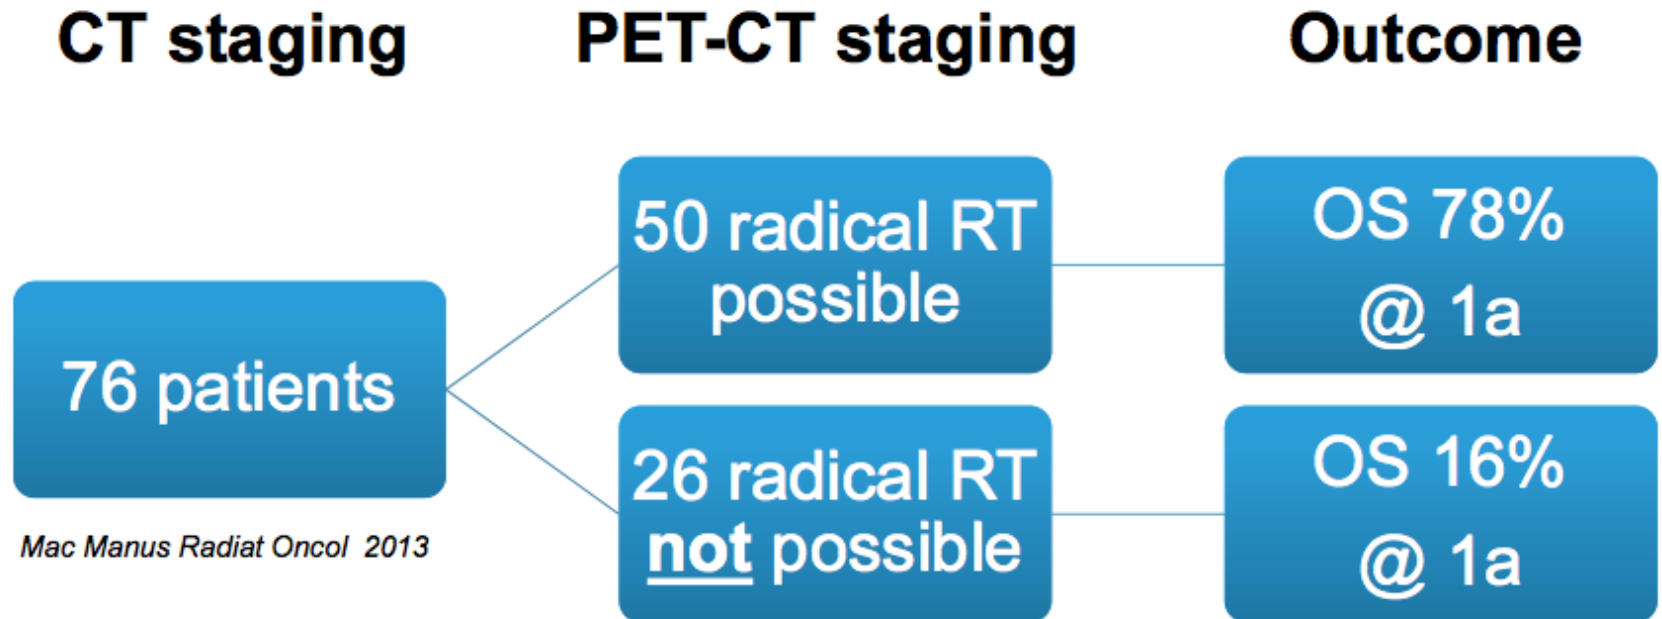 CT staging
PET-CT staging
Outcome
76 patients
50 radical RT
possible
OS 78%
@ 1a
26 radical RT
not possible
OS 16%
@ 1a
Mac Manus Radiat Oncol 2013